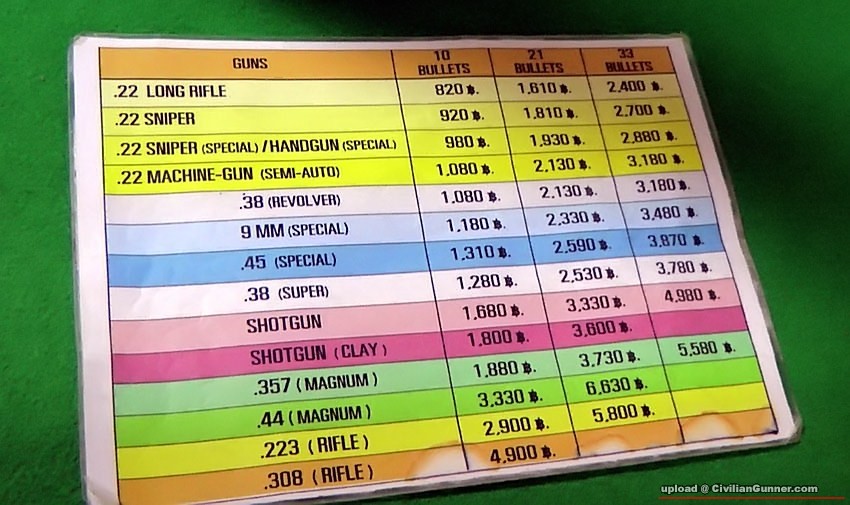 GUNS 10 BULLETS 21 BULLETS 33 BULLETS
.22 LONG RIFLE 820 ฿. 1,610 ฿. 2,400 ฿.
.22 SNIPER 920 ฿. 1,810 ฿. 2,700 ฿.
.22 SNIPER (SPECIAL) / HANDGUN (SPECIAL) 980 ฿. 1,930 ฿. 2,880 ฿.
.22 MACHINE-GUN (SEMI-AUTO) 1,080 ฿. 2,130 ฿. 3,180 ฿.
.38 (REVOLVER) 1,080 ฿. 2,130 ฿. 3,180 ฿.
9 MM (SPECIAL) 1,180 ฿. 2,330 ฿. 3,480 ฿.
.45 (SPECIAL) 1,310 ฿. 2,590 ฿. 3,870 ฿.
.38 (SUPER) 1,280 ฿. 2,530 ฿. 3,780 ฿.
SHOTGUN 1,680 ฿. 3,330 ฿. 4,980 ฿.
SHOTGUN (CLAY) 1,800 ฿. 3,600 ฿.
.357 (MAGNUM) 1,880 ฿. 3,730 ฿. 5,580 ฿.
.44 (MAGNUM) 3,330 ฿. 6,630 ฿.
.223 (RIFLE) 2,900 ฿. 5,800 ฿.
.308 (RIFLE) 4,900 ฿.
upload @ CivilianGunner.com